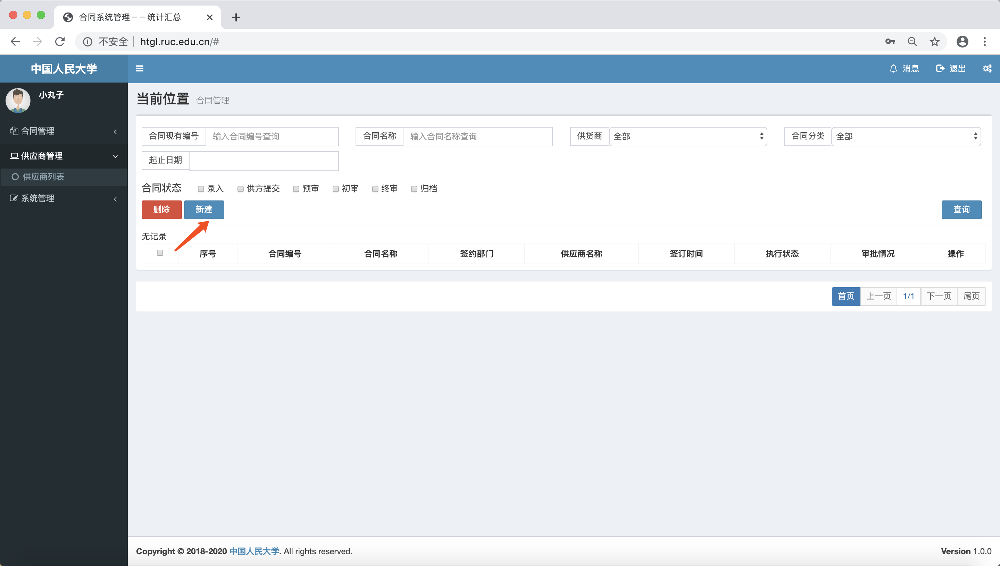 合同系统管理－－统计汇总
不安全 htgl.ruc.edu.cn/#
中国人民大学
消息 退出
小丸子
合同管理
供应商管理
供应商列表
系统管理
当前位置 合同管理
合同现有编号 输入合同编号查询 合同名称 输入合同名称查询 供货商 全部 合同分类 全部
起止日期
合同状态 录入 供方提交 预审 初审 终审 归档
删除 新建 查询
无记录
序号 合同编号 合同名称 签约部门 供应商名称 签订时间 执行状态 审批情况 操作
首页 上一页 1/1 下一页 尾页
Copyright © 2018-2020 中国人民大学. All rights reserved. Version 1.0.0